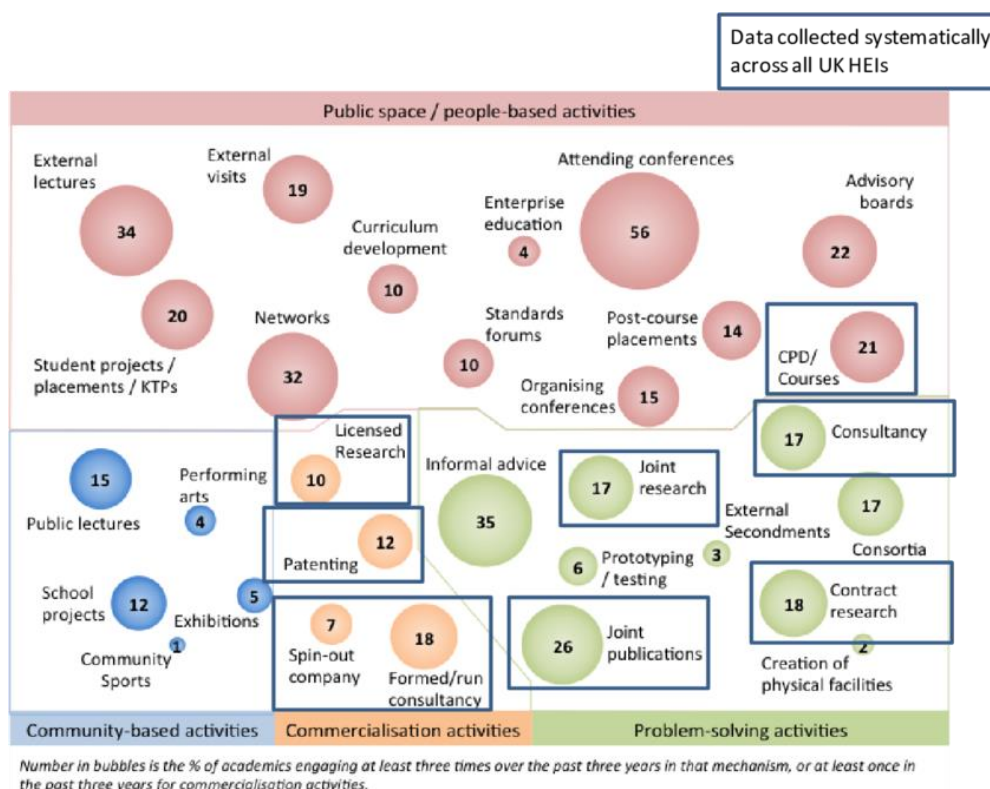 Data collected systematically
across all UK HEIs
Public space / people-based activities
External
lectures
34
External
visits
19
Attending conferences
56
Advisory
boards
22
Enterprise
education
4
Curriculum
development
10
20
Student projects /
placements / KTPs
Networks
32
Standards
forums
10
Post-course
placements
14
Organising
conferences
15
CPD/
Courses
21
Licensed
Research
10
17
Consultancy
15
Public lectures
Performing
arts
4
Informal advice
35
17
Joint
research
17
Consortia
Patenting
12
External
Secondments
3
6
Prototyping
/ testing
School
projects
12
5
Exhibitions
1
Community
Sports
7
Spin-out
company
18
Formed/run
consultancy
26
Joint
publications
18
Contract
research
2
Creation of
physical facilities
Community-based activities
Commercialisation activities
Problem-solving activities
Number in bubbles is the % of academics engaging at least three times over the past three years in that mechanism, or at least once in
the past three years for commercialisation activities.